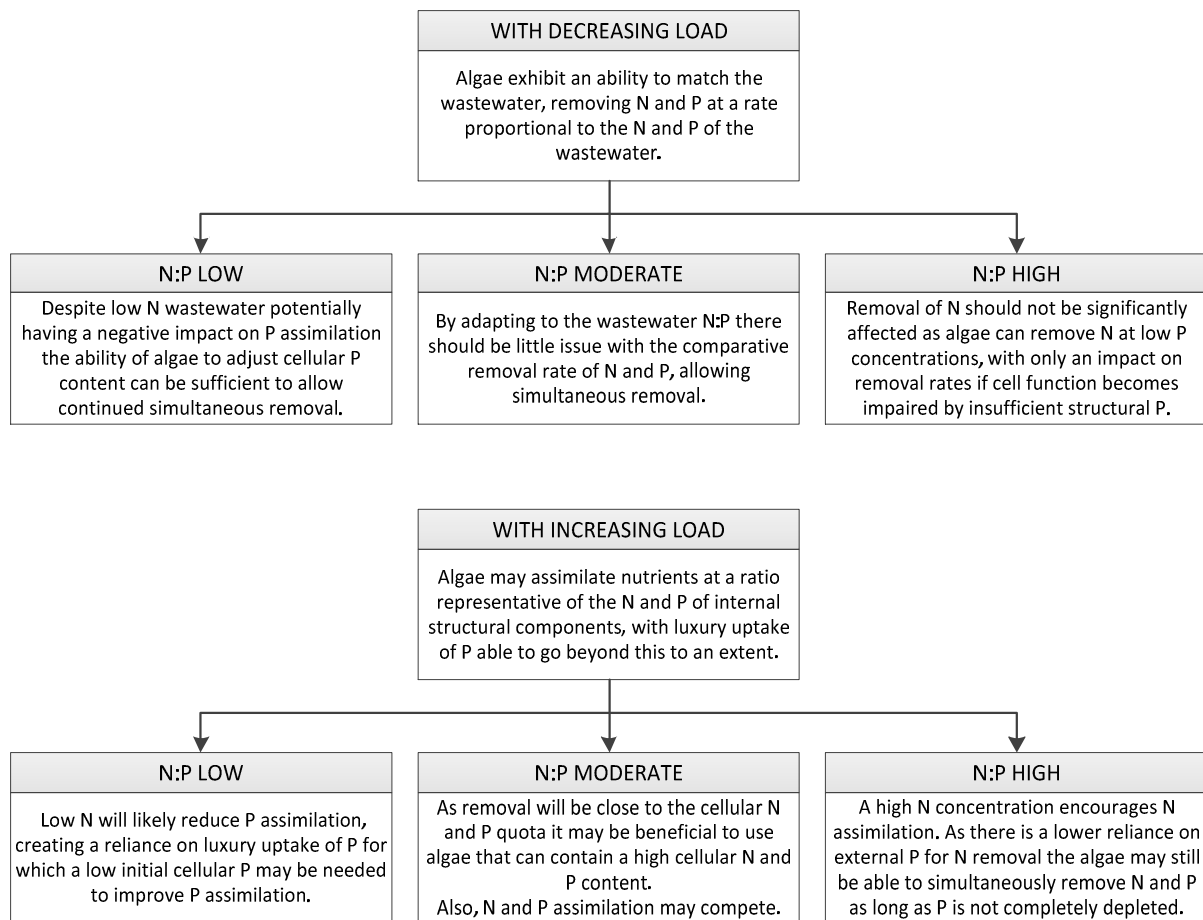 WITH DECREASING LOAD
Algae exhibit an ability to match the
wastewater, removing N and P at a rate
proportional to the N and P of the
wastewater.
N:P LOW
Despite low N wastewater potentially
having a negative impact on P assimilation
the ability of algae to adjust cellular P
content can be sufficient to allow
continued simultaneous removal.
N:P MODERATE
By adapting to the wastewater N:P there
should be little issue with the comparative
removal rate of N and P, allowing
simultaneous removal.
N:P HIGH
Removal of N should not be significantly
affected as algae can remove N at low P
concentrations, with only an impact on
removal rates if cell function becomes
impaired by insufficient structural P.
WITH INCREASING LOAD
Algae may assimilate nutrients at a ratio
representative of the N and P of internal
structural components, with luxury uptake
of P able to go beyond this to an extent.
N:P LOW
Low N will likely reduce P assimilation,
creating a reliance on luxury uptake of P for
which a low initial cellular P may be needed
to improve P assimilation.
N:P MODERATE
As removal will be close to the cellular N
and P quota it may be beneficial to use
algae that can contain a high cellular N and
P content.
Also, N and P assimilation may compete.
N:P HIGH
A high N concentration encourages N
assimilation. As there is a lower reliance on
external P for N removal the algae may still
be able to simultaneously remove N and P
as long as P is not completely depleted.